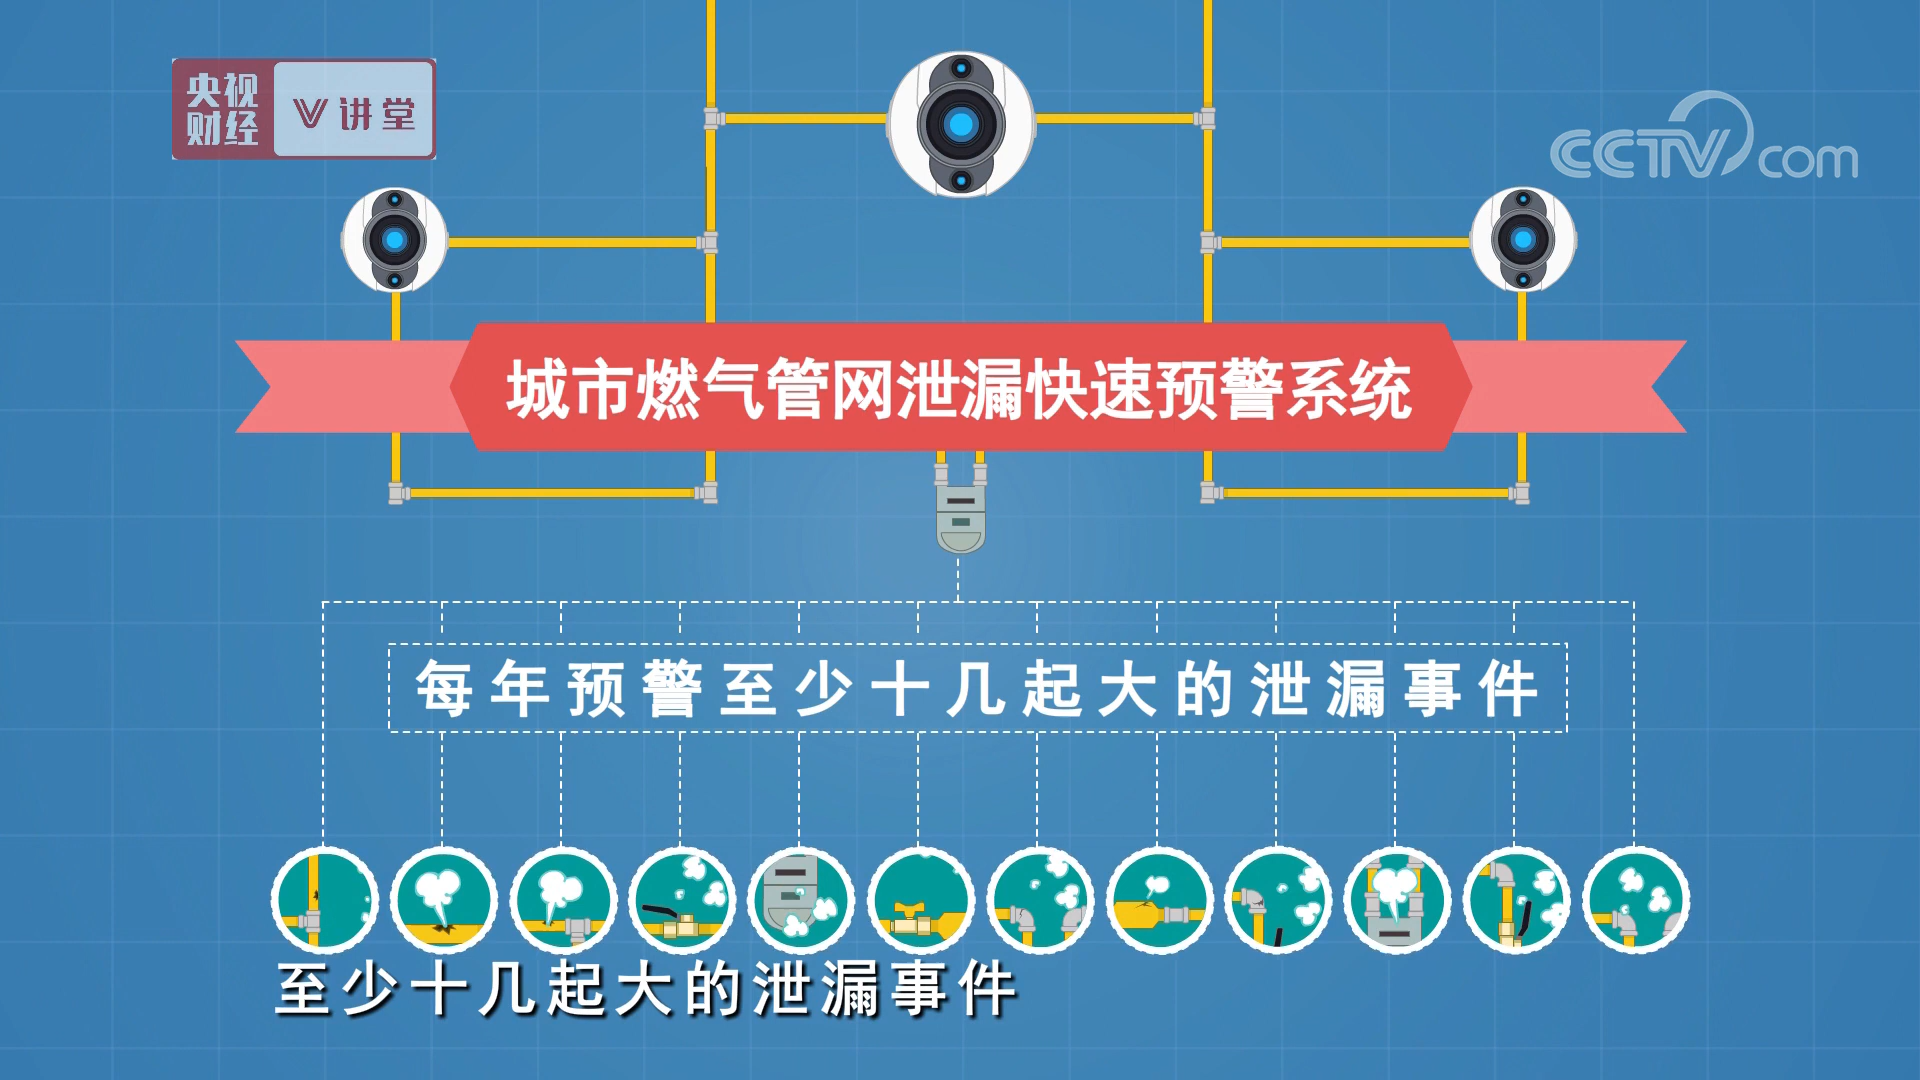 央视财经
V讲堂
CCTV.com
城市燃气管网泄漏快速预警系统
每年预警至少十几起大的泄漏事件
至少十几起大的泄漏事件